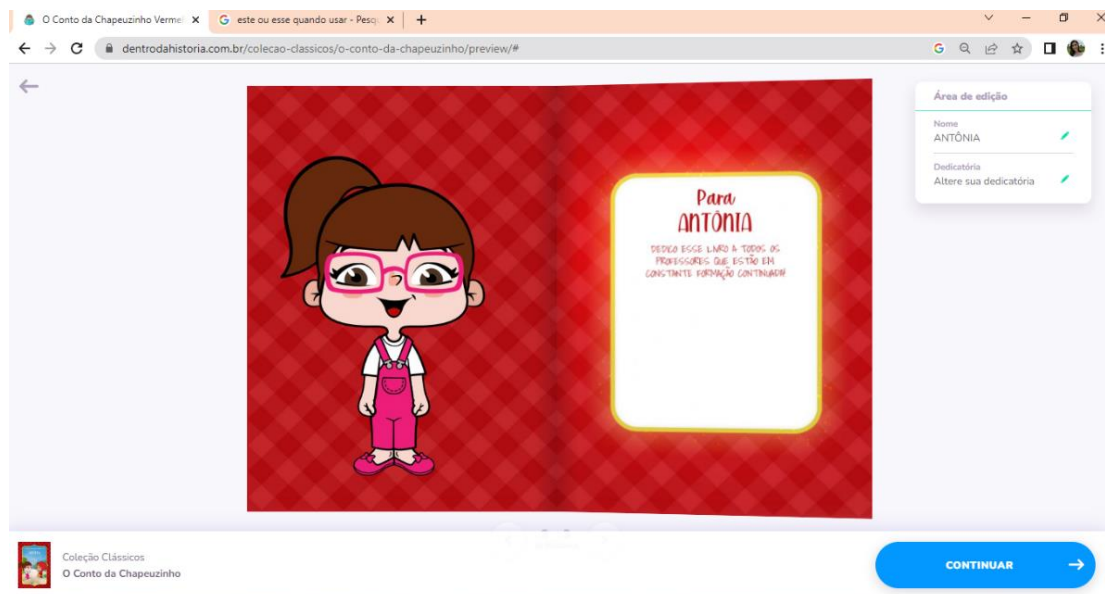 O Conto da Chapeuzinho Verme
este ou esse quando usar - Pesq
dentrodahistoria.com.br/colecao-classicos/o-conto-da-chapeuzinho/preview/#
Área de edição
Nome
ANTÔNIA
Dedicatória
Altere sua dedicatória
Para
ANTÔNIA
DEDICO ESSE LIVRO A TODOS OS
PROFESSORES QUE ESTÃO EM
CONSTANTE FORMAÇÃO
Coleção Clássicos
O Conto da Chapeuzinho
CONTINUAR